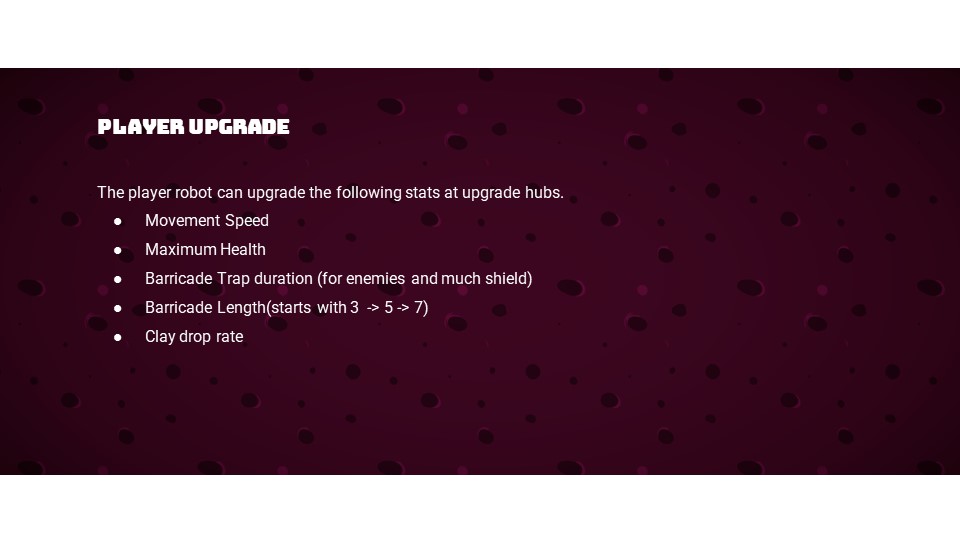 PLAYER UPGRADE
The player robot can upgrade the following stats at upgrade hubs.
● Movement Speed
● Maximum Health
● Barricade Trap duration (for enemies and much shield)
● Barricade Length(starts with 3 -> 5 -> 7)
● Clay drop rate